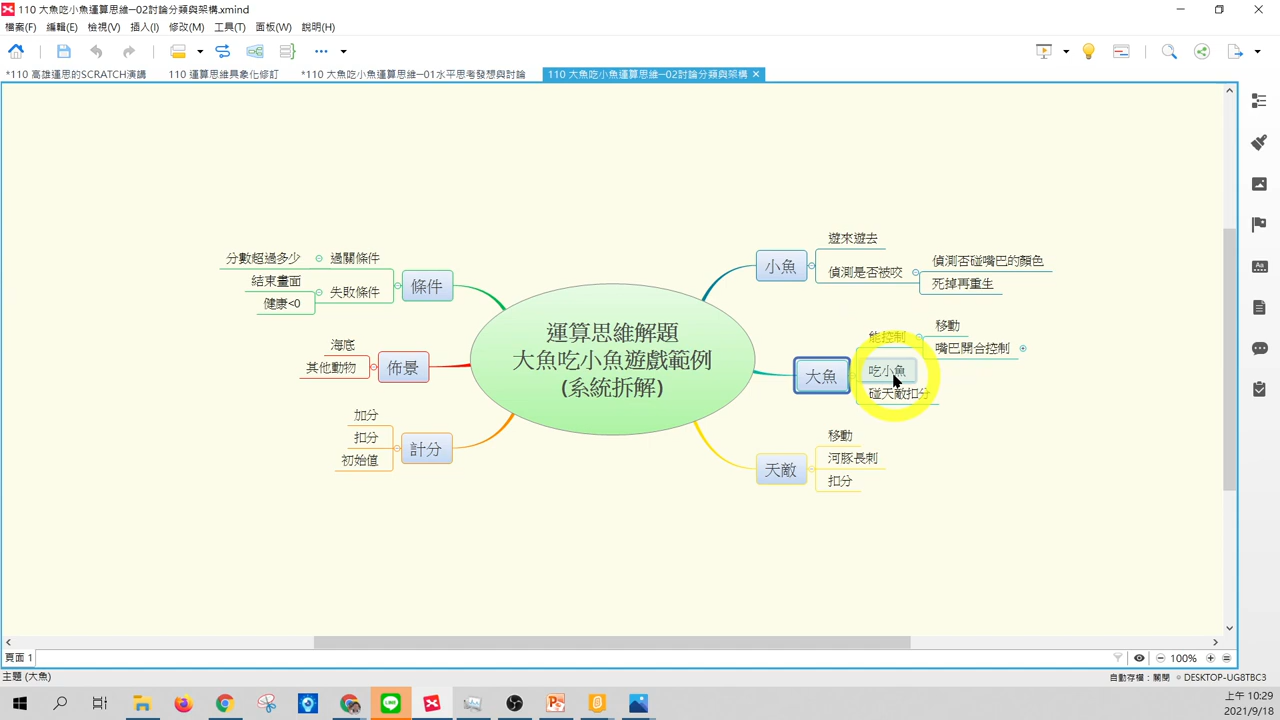 110 大魚吃小魚運算思維─02討論分類與架構.xmind
檔案(F) 編輯(E) 檢視(V) 插入(I) 修改(M) 工具(T) 面板(W) 說明(H)
*110 高雄運思的SCRATCH演講 110 運算思維具象化修訂 *110 大魚吃小魚運算思維─01水平思考發想與討論 110 大魚吃小魚運算思維─02討論分類與架構
運算思維解題
大魚吃小魚遊戲範例
(系統拆解)
條件
過關條件
分數超過多少
失敗條件
結束畫面
健康<0
佈景
海底
其他動物
計分
加分
扣分
初始值
小魚
遊來遊去
偵測是否被咬
偵測否碰嘴巴的顏色
死掉再重生
大魚
能控制
移動
嘴巴開合控制
吃小魚
碰天敵扣分
天敵
移動
河豚長刺
扣分
頁面 1
100%
主題 (大魚)
自動存檔：關閉 DESKTOP-UG8TBC3
上午 10:29
2021/9/18